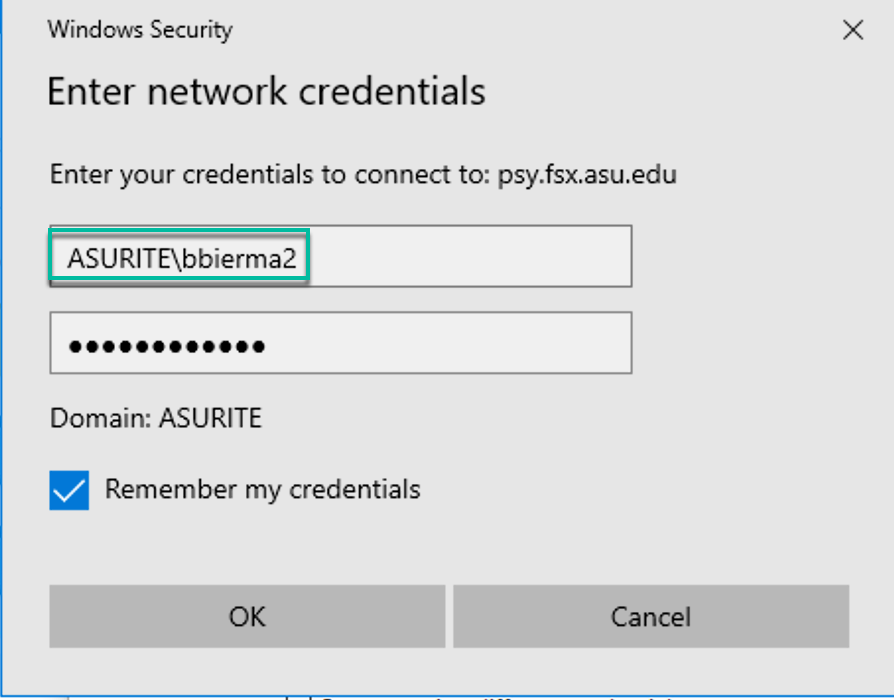 Windows Security
Enter network credentials
Enter your credentials to connect to: psy.fsx.asu.edu
ASURITE\bbierma2
●●●●●●●●●●●●
Domain: ASURITE
Remember my credentials
OK Cancel